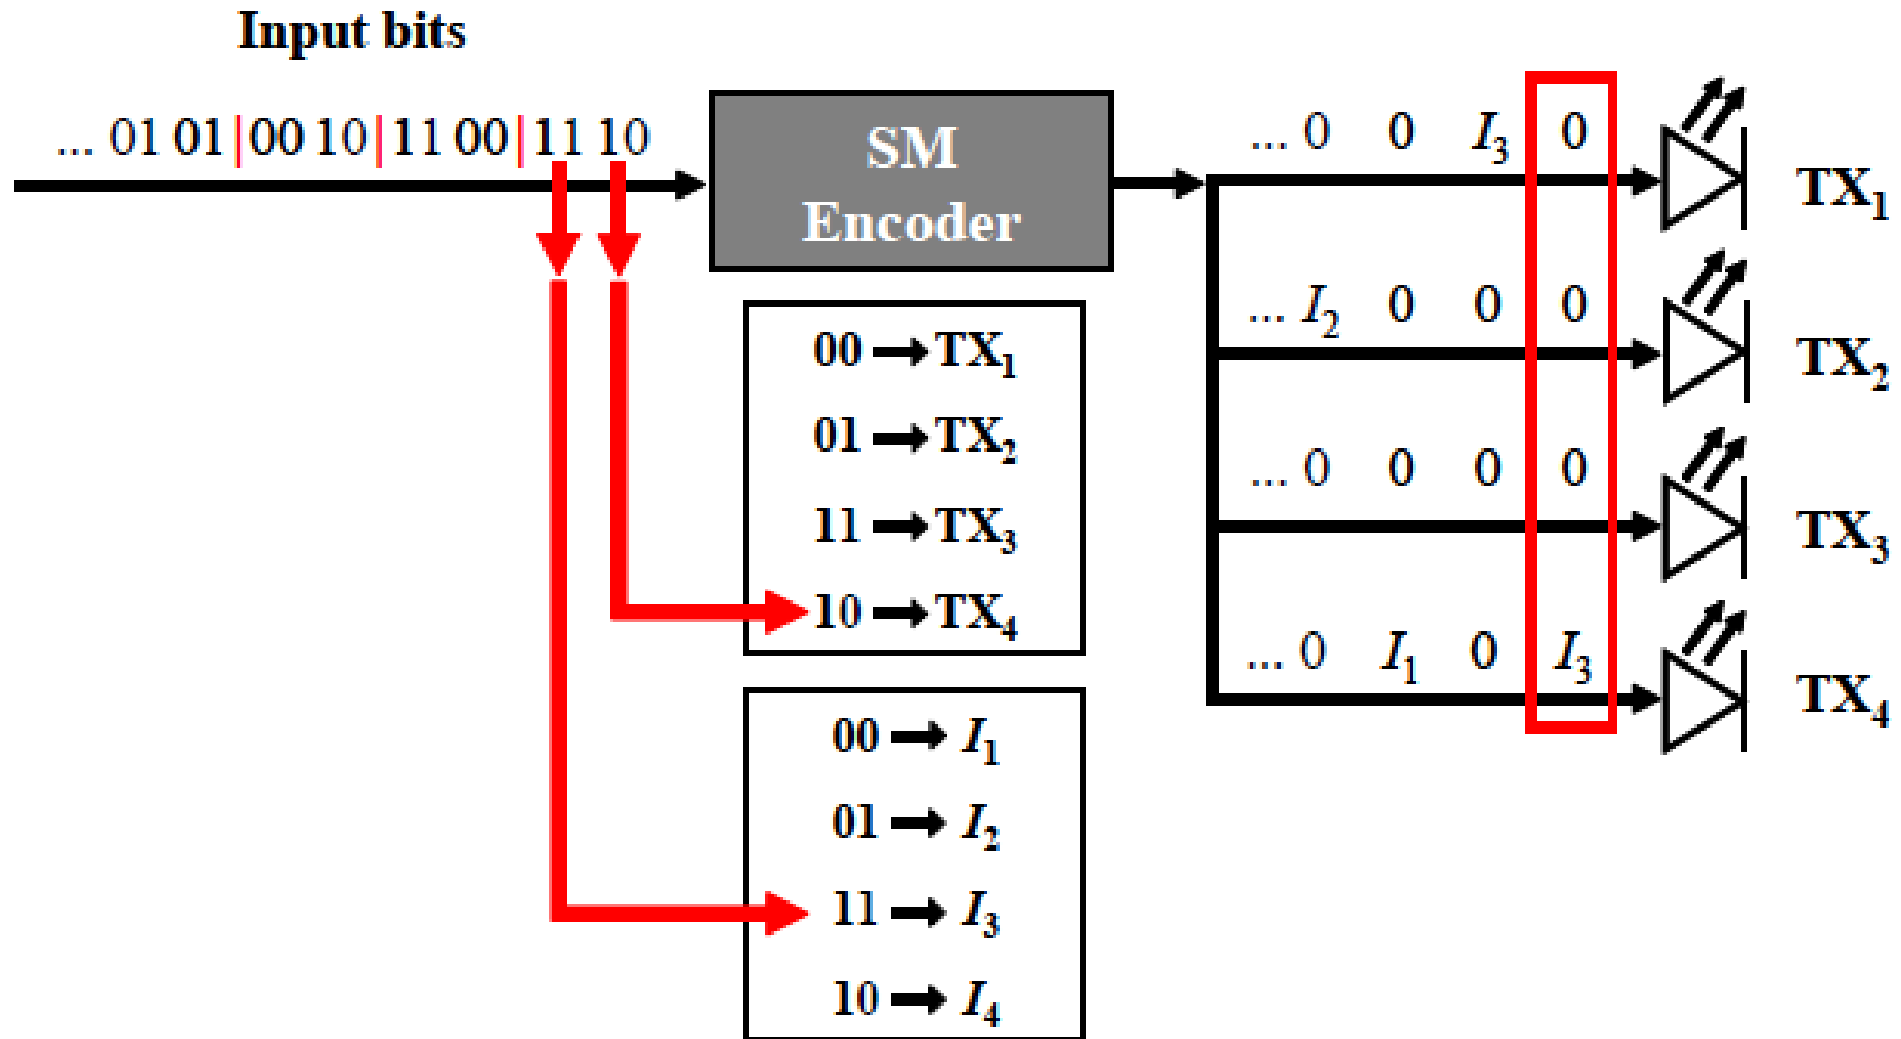 Input bits
... 01 01|00 10|11 00|11 10
SM
Encoder
00 → TX₁
01 → TX₂
11 → TX₃
10 → TX₄
00 → I₁
01 → I₂
11 → I₃
10 → I₄
... 0 0 I₃ 0
TX₁
... I₂ 0 0 0
TX₂
... 0 0 0 0
TX₃
... 0 I₁ 0 I₃
TX₄